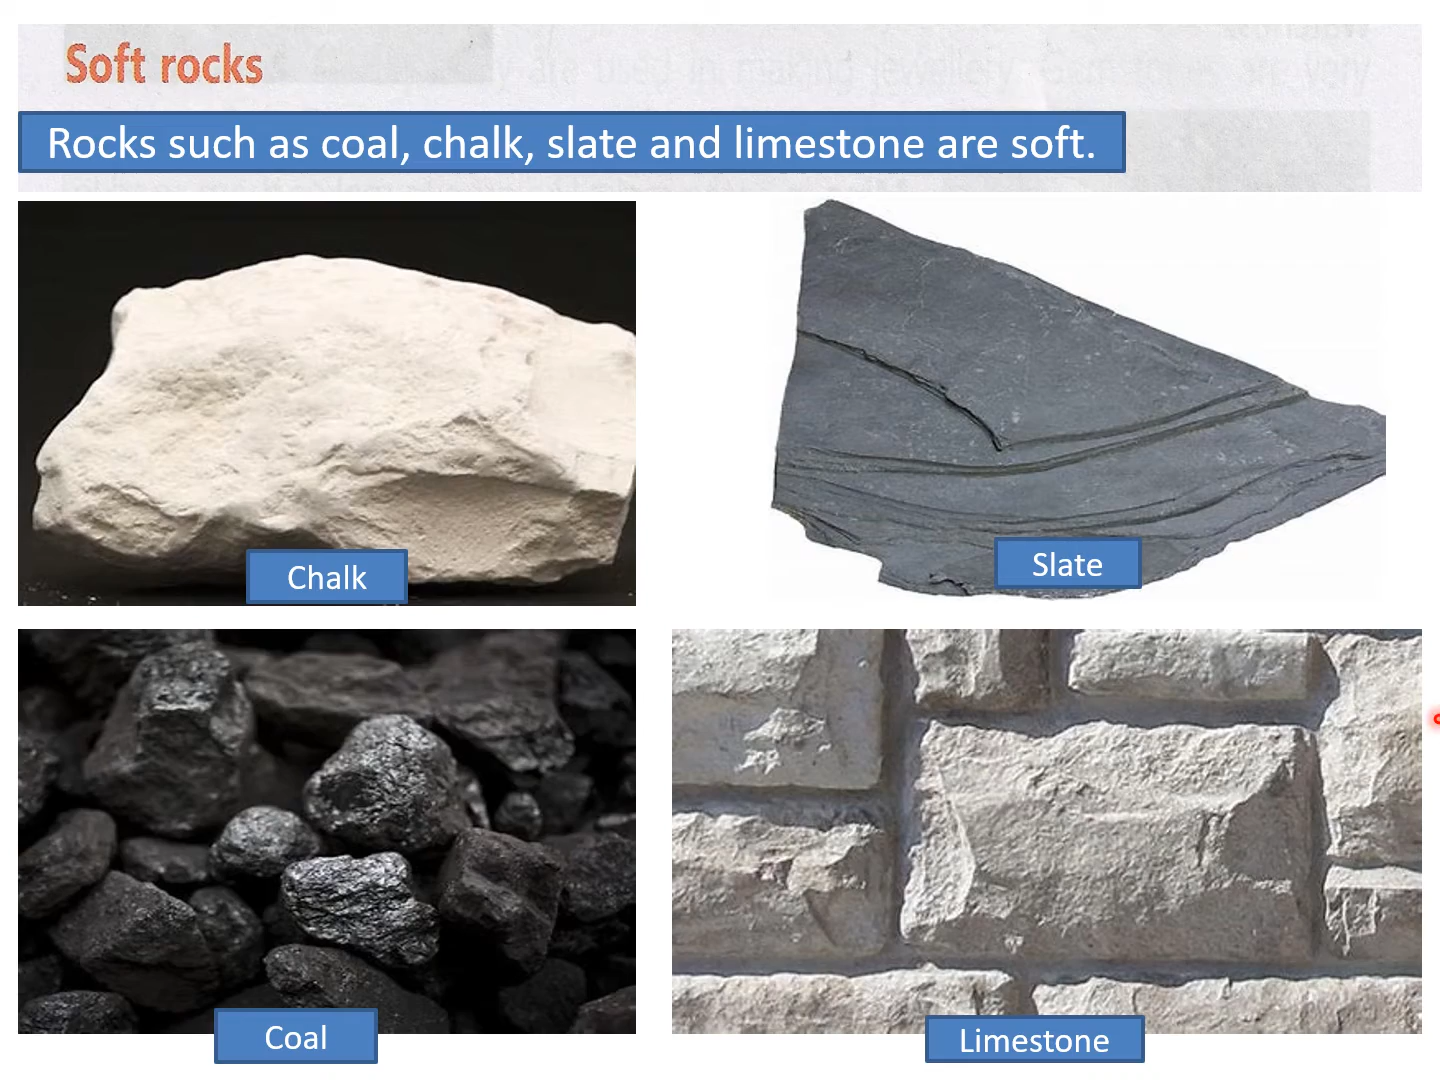 Soft rocks
Rocks such as coal, chalk, slate and limestone are soft.
Chalk
Slate
Coal
Limestone